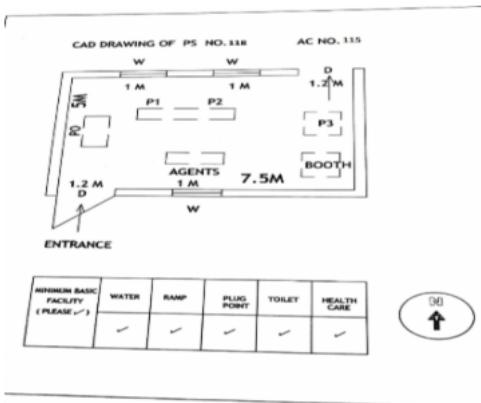 CAD DRAWING OF PS NO. 118 AC NO. 115
W W D
1 M 1 M 1.2 M
5M
P1 P2
P3
PO
AGENTS
BOOTH
1.2 M 1 M 7.5M
D
W
ENTRANCE
MINIMUM BASIC
FACILITY
(PLEASE ✓)
WATER
RAMP
PLUG
POINT
TOILET
HEALTH
CARE
✓ ✓ ✓ ✓ ✓
N